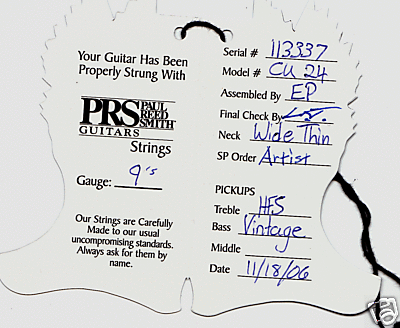 Your Guitar Has Been
Properly Strung With
PRS PAUL
REED
SMITH
GUITARS
Strings
Gauge: 9's
Our Strings are Carefully
Made to our usual
uncompromising standards.
Always ask for them by
name.
Serial # 113337
Model # CU 24
Assembled By EP
Final Check By
Neck Wide Thin
SP Order Artist
PICKUPS
Treble HFS
Bass Vintage
Middle
Date 11/18/06